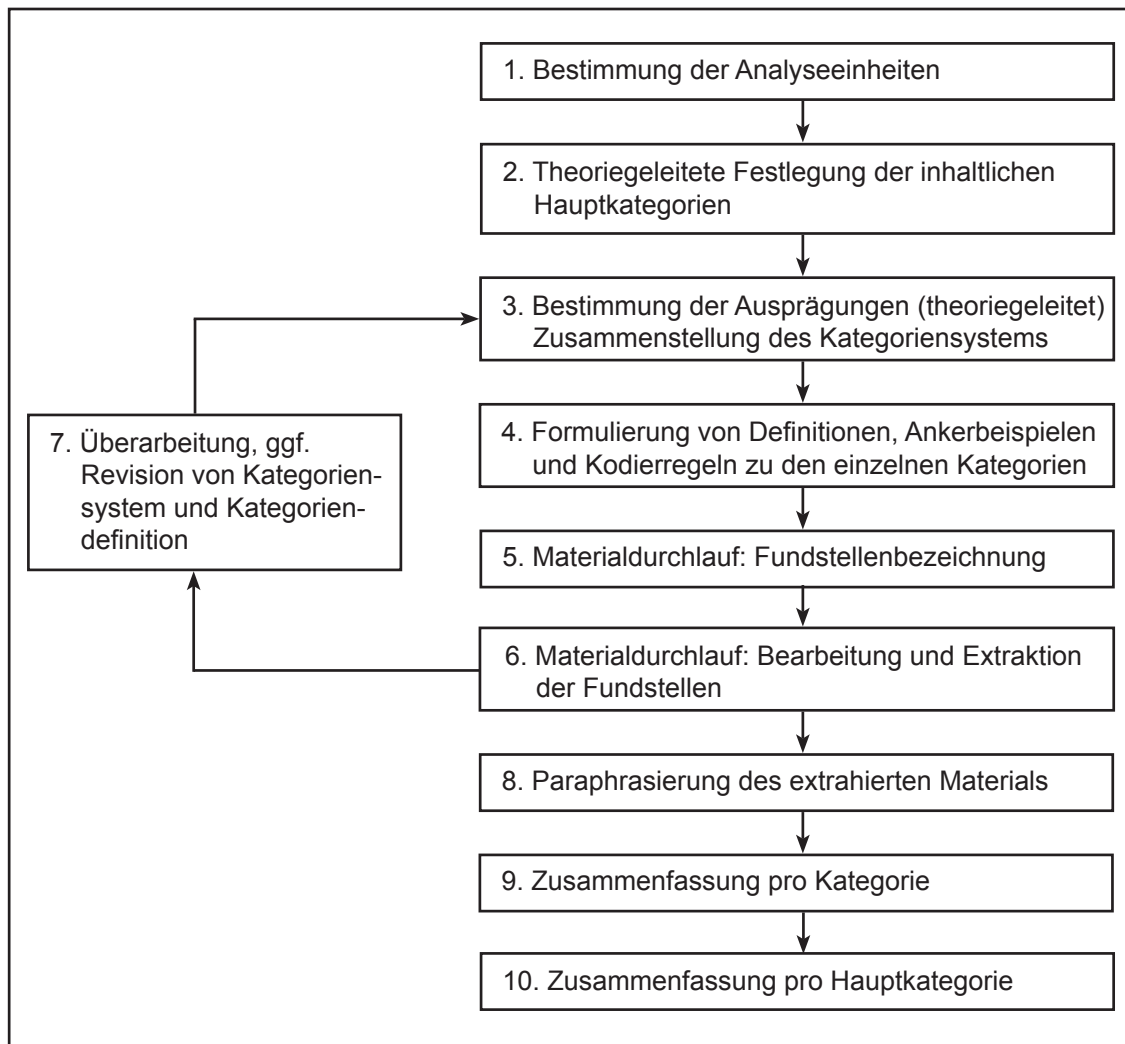 1. Bestimmung der Analyseeinheiten
2. Theoriegeleitete Festlegung der inhaltlichen
Hauptkategorien
3. Bestimmung der Ausprägungen (theoriegeleitet)
Zusammenstellung des Kategoriensystems
4. Formulierung von Definitionen, Ankerbeispielen
und Kodierregeln zu den einzelnen Kategorien
5. Materialdurchlauf: Fundstellenbezeichnung
6. Materialdurchlauf: Bearbeitung und Extraktion
der Fundstellen
7. Überarbeitung, ggf.
Revision von Kategorien-
system und Kategorien-
definition
8. Paraphrasierung des extrahierten Materials
9. Zusammenfassung pro Kategorie
10. Zusammenfassung pro Hauptkategorie